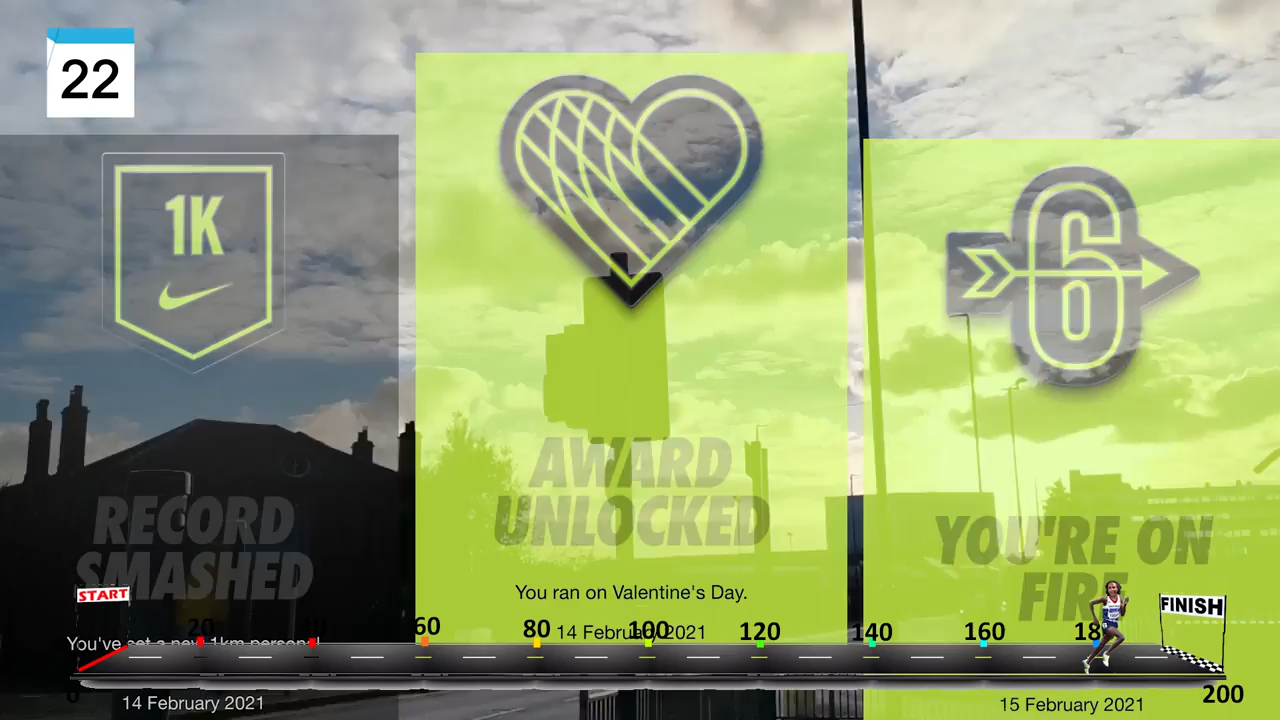 22
1K
RECORD
SMASHED
You've set a new 1km personal
14 February 2021
AWARD
UNLOCKED
You ran on Valentine's Day.
14 February 2021
6
YOU'RE ON
FIRE
15 February 2021
START
FINISH
0
20
60
80
100
120
140
160
200